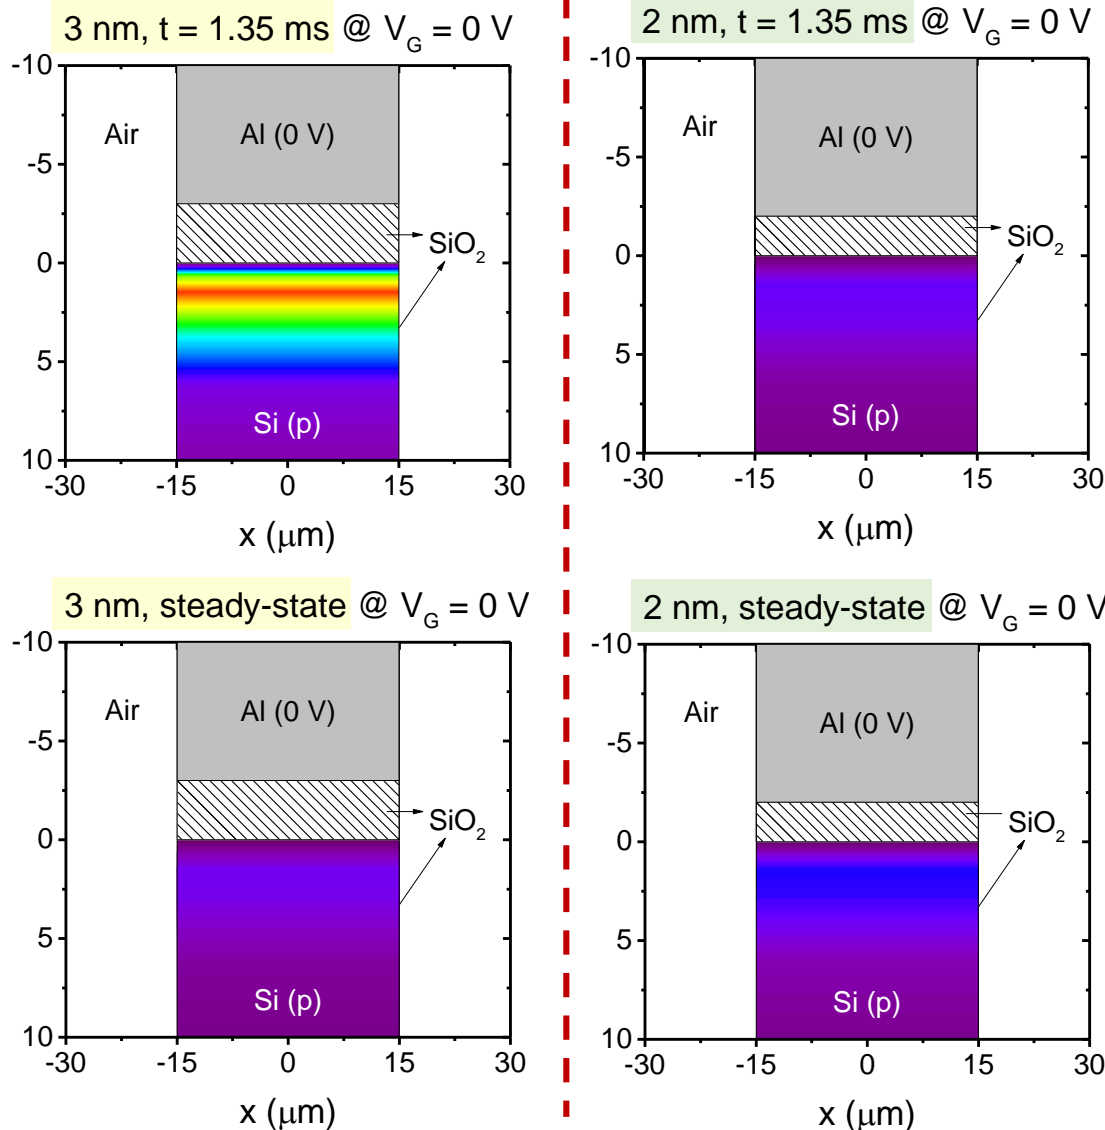 3 nm, t = 1.35 ms @ V_G = 0 V
-10
-5
0
5
10
Air
Al (0 V)
SiO₂
Si (p)
-30 -15 0 15 30
x (μm)
2 nm, t = 1.35 ms @ V_G = 0 V
-10
-5
0
5
10
Air
Al (0 V)
SiO₂
Si (p)
-30 -15 0 15 30
x (μm)
3 nm, steady-state @ V_G = 0 V
-10
-5
0
5
10
Air
Al (0 V)
SiO₂
Si (p)
-30 -15 0 15 30
x (μm)
2 nm, steady-state @ V_G = 0 V
-10
-5
0
5
10
Air
Al (0 V)
SiO₂
Si (p)
-30 -15 0 15 30
x (μm)